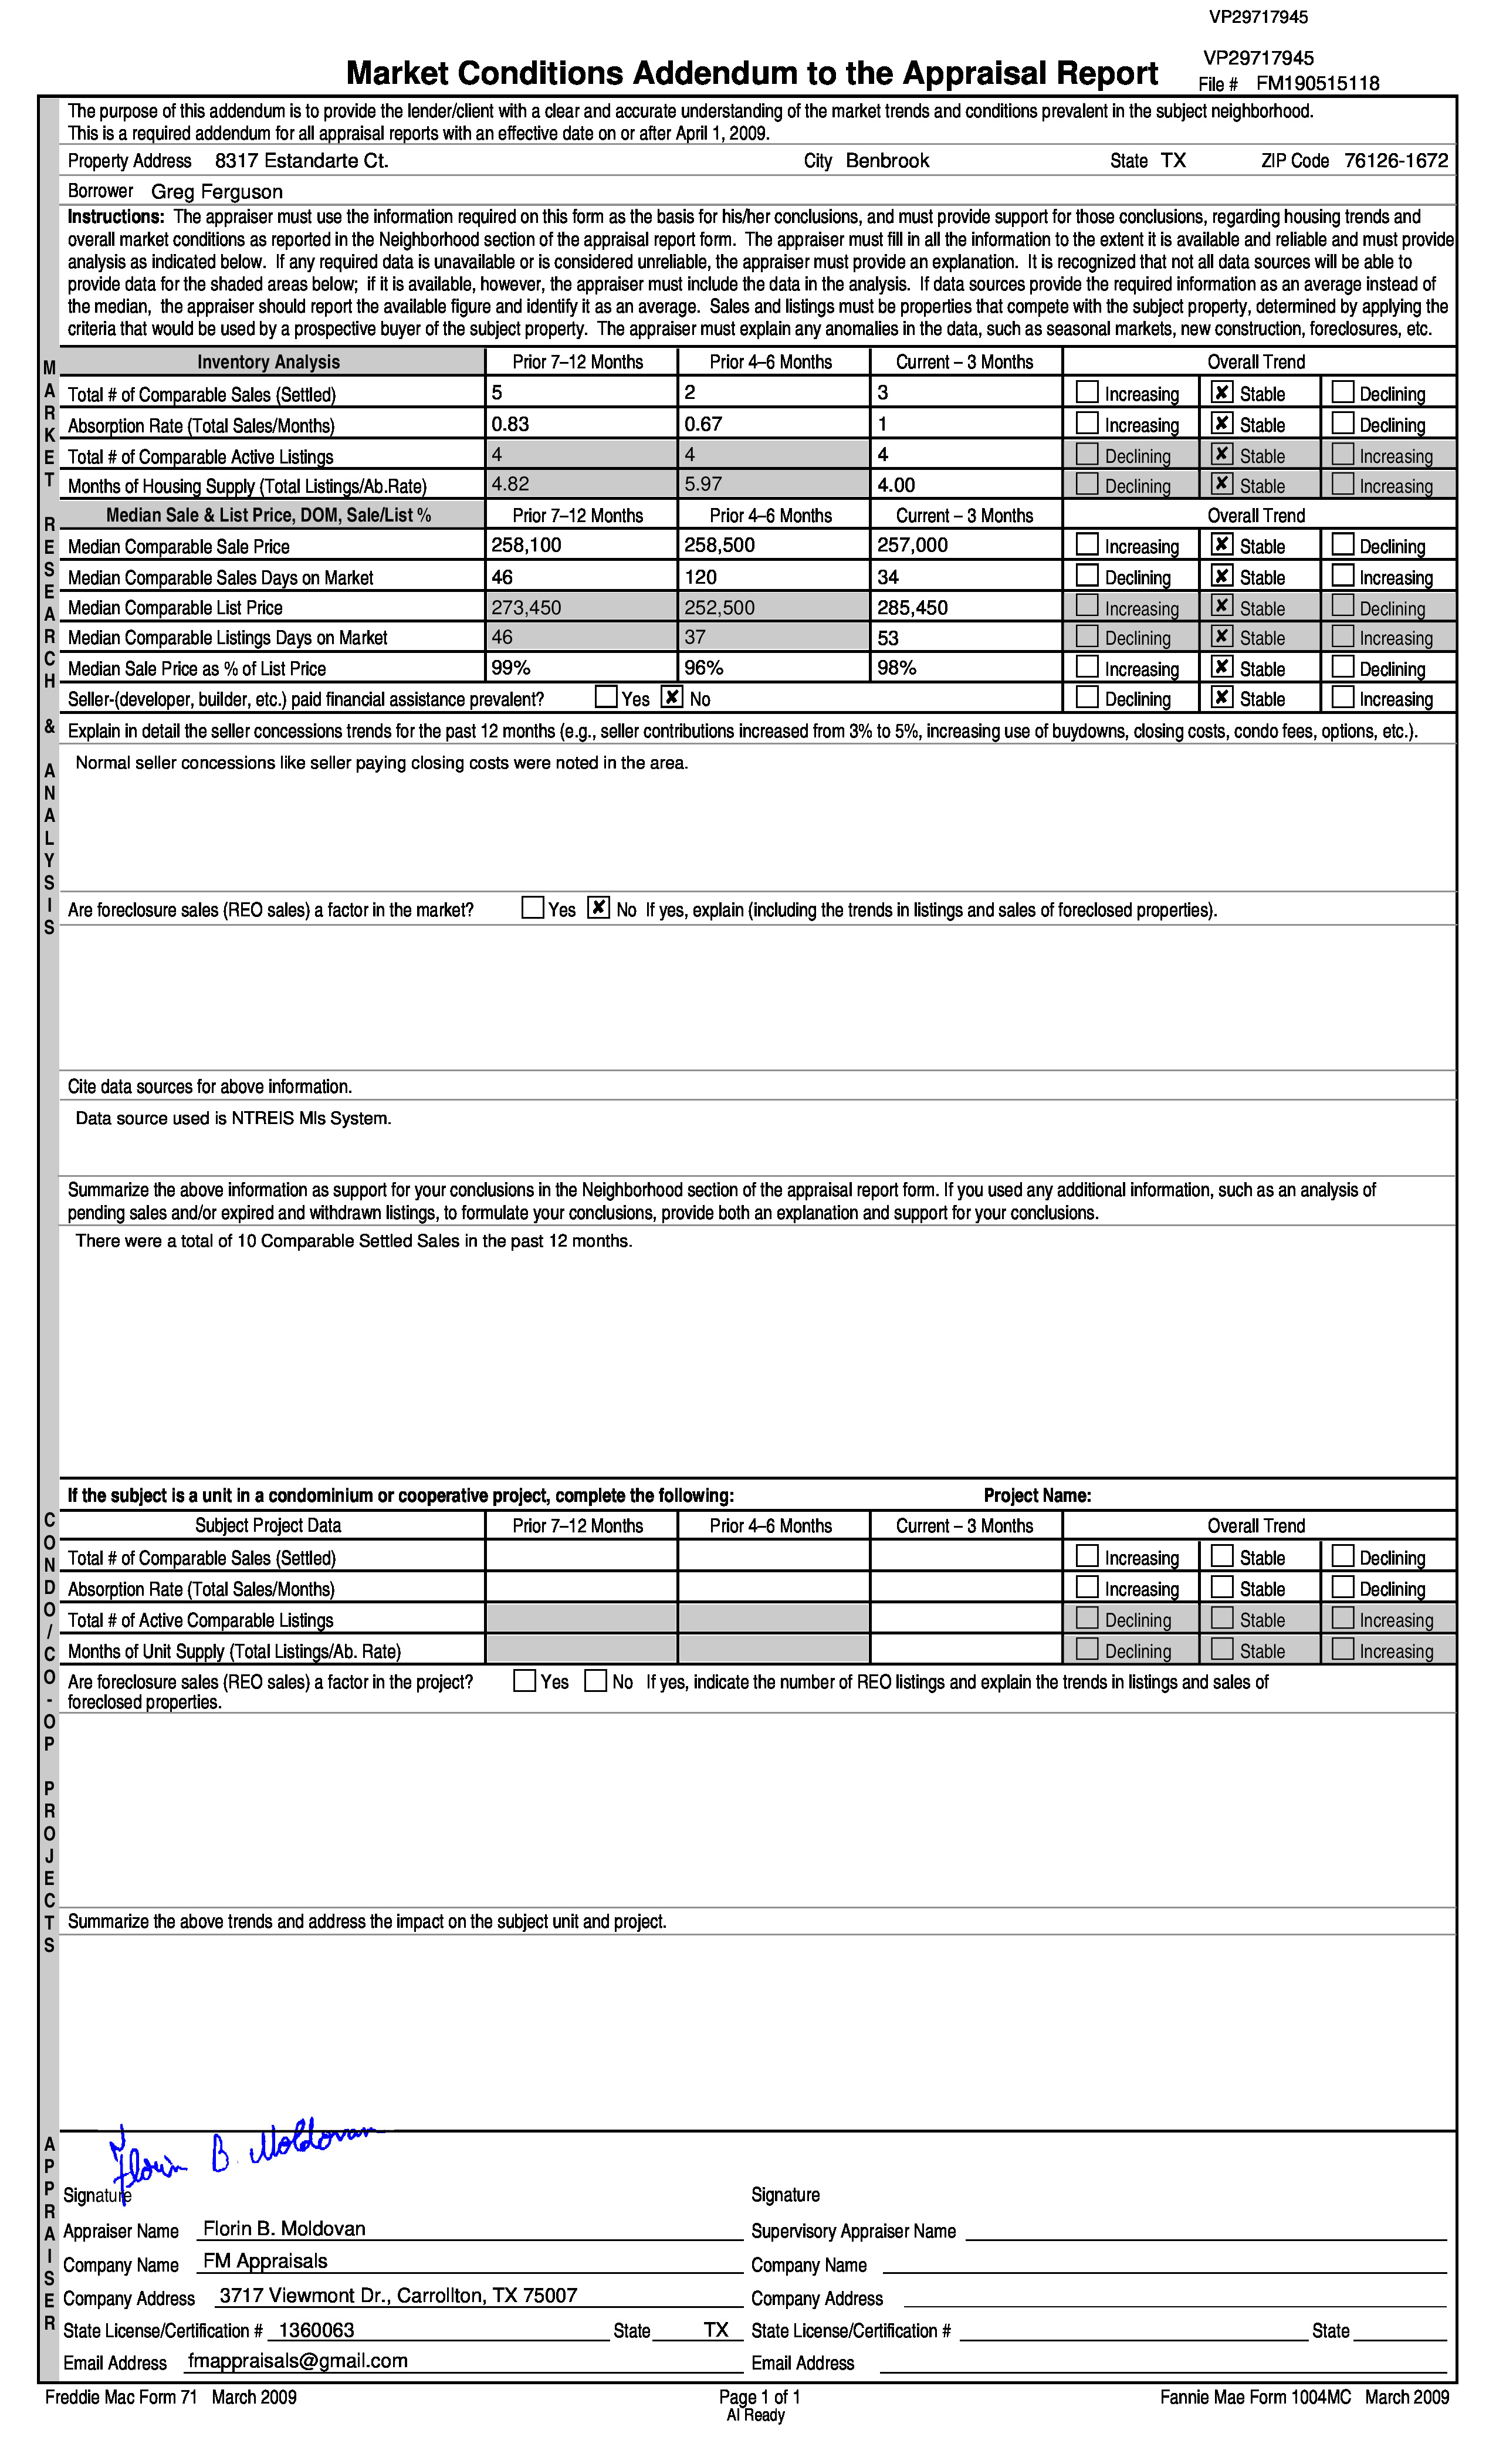 VP29717945
VP29717945
Market Conditions Addendum to the Appraisal Report
File # FM190515118
The purpose of this addendum is to provide the lender/client with a clear and accurate understanding of the market trends and conditions prevalent in the subject neighborhood.
This is a required addendum for all appraisal reports with an effective date on or after April 1, 2009.
Property Address 8317 Estandarte Ct. City Benbrook State TX ZIP Code 76126-1672
Borrower Greg Ferguson
Instructions: The appraiser must use the information required on this form as the basis for his/her conclusions, and must provide support for those conclusions, regarding housing trends and
overall market conditions as reported in the Neighborhood section of the appraisal report form. The appraiser must fill in all the information to the extent it is available and reliable and must provide
analysis as indicated below. If any required data is unavailable or is considered unreliable, the appraiser must provide an explanation. It is recognized that not all data sources will be able to
provide data for the shaded areas below; if it is available, however, the appraiser must include the data in the analysis. If data sources provide the required information as an average instead of
the median, the appraiser should report the available figure and identify it as an average. Sales and listings must be properties that compete with the subject property, determined by applying the
criteria that would be used by a prospective buyer of the subject property. The appraiser must explain any anomalies in the data, such as seasonal markets, new construction, foreclosures, etc.
MARKET RESEARCH & ANALYSIS
Inventory Analysis Prior 7–12 Months Prior 4–6 Months Current – 3 Months Overall Trend
Total # of Comparable Sales (Settled) 5 2 3 Increasing ✘ Stable Declining
Absorption Rate (Total Sales/Months) 0.83 0.67 1 Increasing ✘ Stable Declining
Total # of Comparable Active Listings 4 4 4 Declining ✘ Stable Increasing
Months of Housing Supply (Total Listings/Ab.Rate) 4.82 5.97 4.00 Declining ✘ Stable Increasing
Median Sale & List Price, DOM, Sale/List % Prior 7–12 Months Prior 4–6 Months Current – 3 Months Overall Trend
Median Comparable Sale Price 258,100 258,500 257,000 Increasing ✘ Stable Declining
Median Comparable Sales Days on Market 46 120 34 Declining ✘ Stable Increasing
Median Comparable List Price 273,450 252,500 285,450 Increasing ✘ Stable Declining
Median Comparable Listings Days on Market 46 37 53 Declining ✘ Stable Increasing
Median Sale Price as % of List Price 99% 96% 98% Increasing ✘ Stable Declining
Seller-(developer, builder, etc.) paid financial assistance prevalent? Yes ✘ No Declining ✘ Stable Increasing
Explain in detail the seller concessions trends for the past 12 months (e.g., seller contributions increased from 3% to 5%, increasing use of buydowns, closing costs, condo fees, options, etc.).
Normal seller concessions like seller paying closing costs were noted in the area.
Are foreclosure sales (REO sales) a factor in the market? Yes ✘ No If yes, explain (including the trends in listings and sales of foreclosed properties).
Cite data sources for above information.
Data source used is NTREIS Mls System.
Summarize the above information as support for your conclusions in the Neighborhood section of the appraisal report form. If you used any additional information, such as an analysis of
pending sales and/or expired and withdrawn listings, to formulate your conclusions, provide both an explanation and support for your conclusions.
There were a total of 10 Comparable Settled Sales in the past 12 months.
CONDO/CO-OP PROJECTS
If the subject is a unit in a condominium or cooperative project, complete the following: Project Name:
Subject Project Data Prior 7–12 Months Prior 4–6 Months Current – 3 Months Overall Trend
Total # of Comparable Sales (Settled) Increasing Stable Declining
Absorption Rate (Total Sales/Months) Increasing Stable Declining
Total # of Active Comparable Listings Declining Stable Increasing
Months of Unit Supply (Total Listings/Ab. Rate) Declining Stable Increasing
Are foreclosure sales (REO sales) a factor in the project? Yes No If yes, indicate the number of REO listings and explain the trends in listings and sales of
foreclosed properties.
Summarize the above trends and address the impact on the subject unit and project.
APPRAISER
Florin B. Moldovan
Signature Signature
Appraiser Name Florin B. Moldovan Supervisory Appraiser Name
Company Name FM Appraisals Company Name
Company Address 3717 Viewmont Dr., Carrollton, TX 75007 Company Address
State License/Certification # 1360063 State TX State License/Certification # State
Email Address fmappraisals@gmail.com Email Address
Freddie Mac Form 71 March 2009 Page 1 of 1 Fannie Mae Form 1004MC March 2009
AI Ready